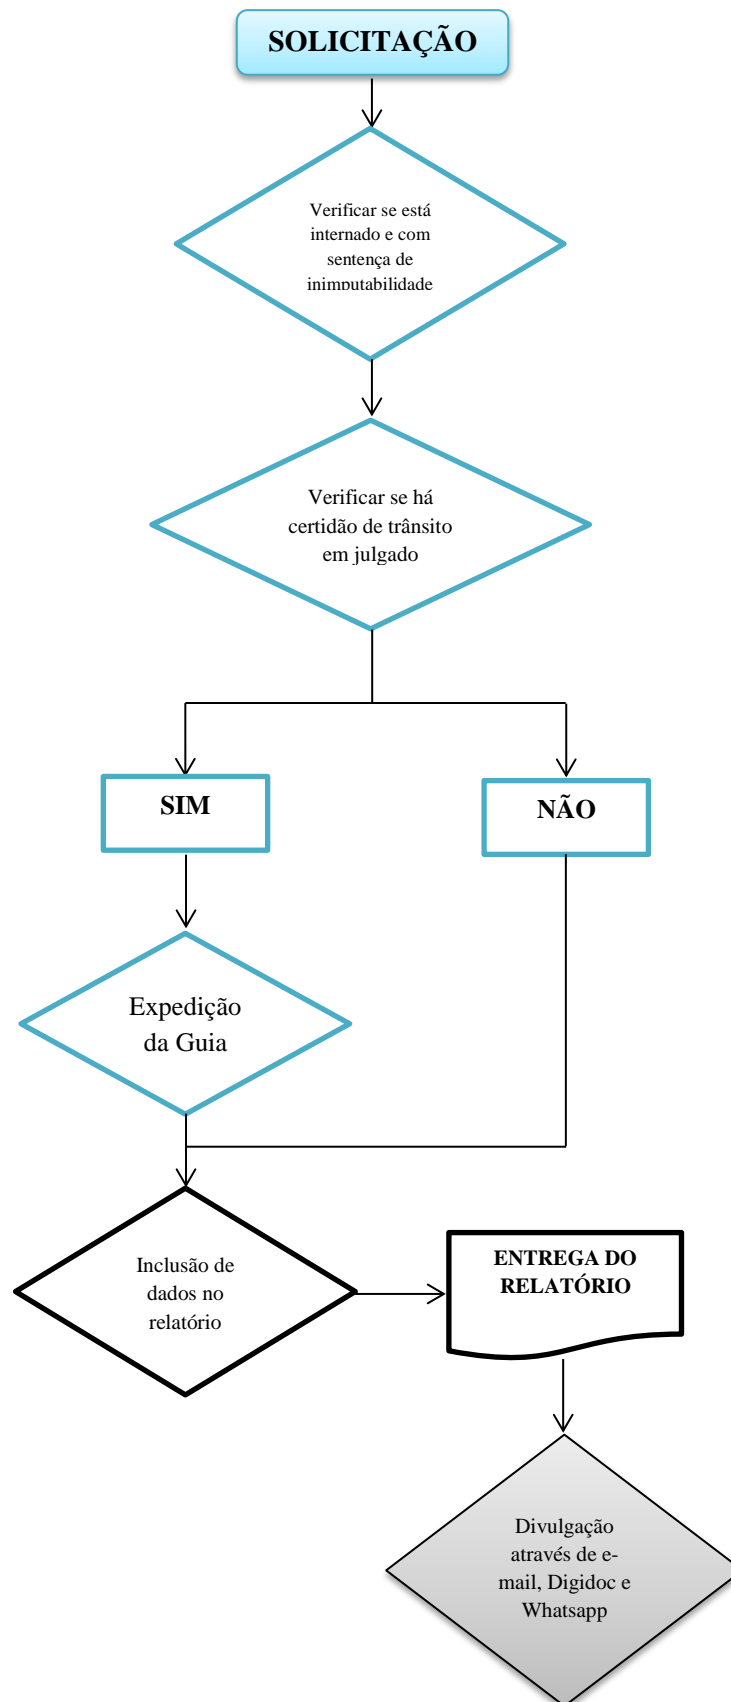 SOLICITAÇÃO
Verificar se está
internado e com
sentença de
inimputabilidade
Verificar se há
certidão de trânsito
em julgado
SIM
NÃO
Expedição
da Guia
Inclusão de
dados no
relatório
ENTREGA DO
RELATÓRIO
Divulgação
através de e-
mail, Digidoc e
Whatsapp